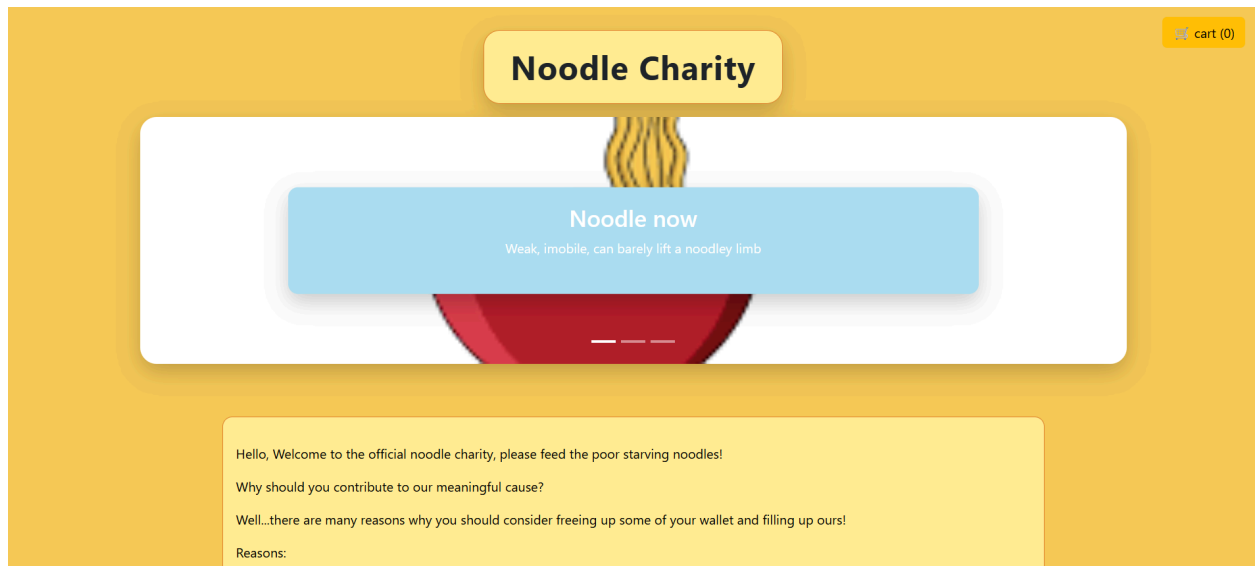 🛒 cart (0)
Noodle Charity
Noodle now
Weak, imobile, can barely lift a noodley limb
Hello, Welcome to the official noodle charity, please feed the poor starving noodles!
Why should you contribute to our meaningful cause?
Well...there are many reasons why you should consider freeing up some of your wallet and filling up ours!
Reasons: